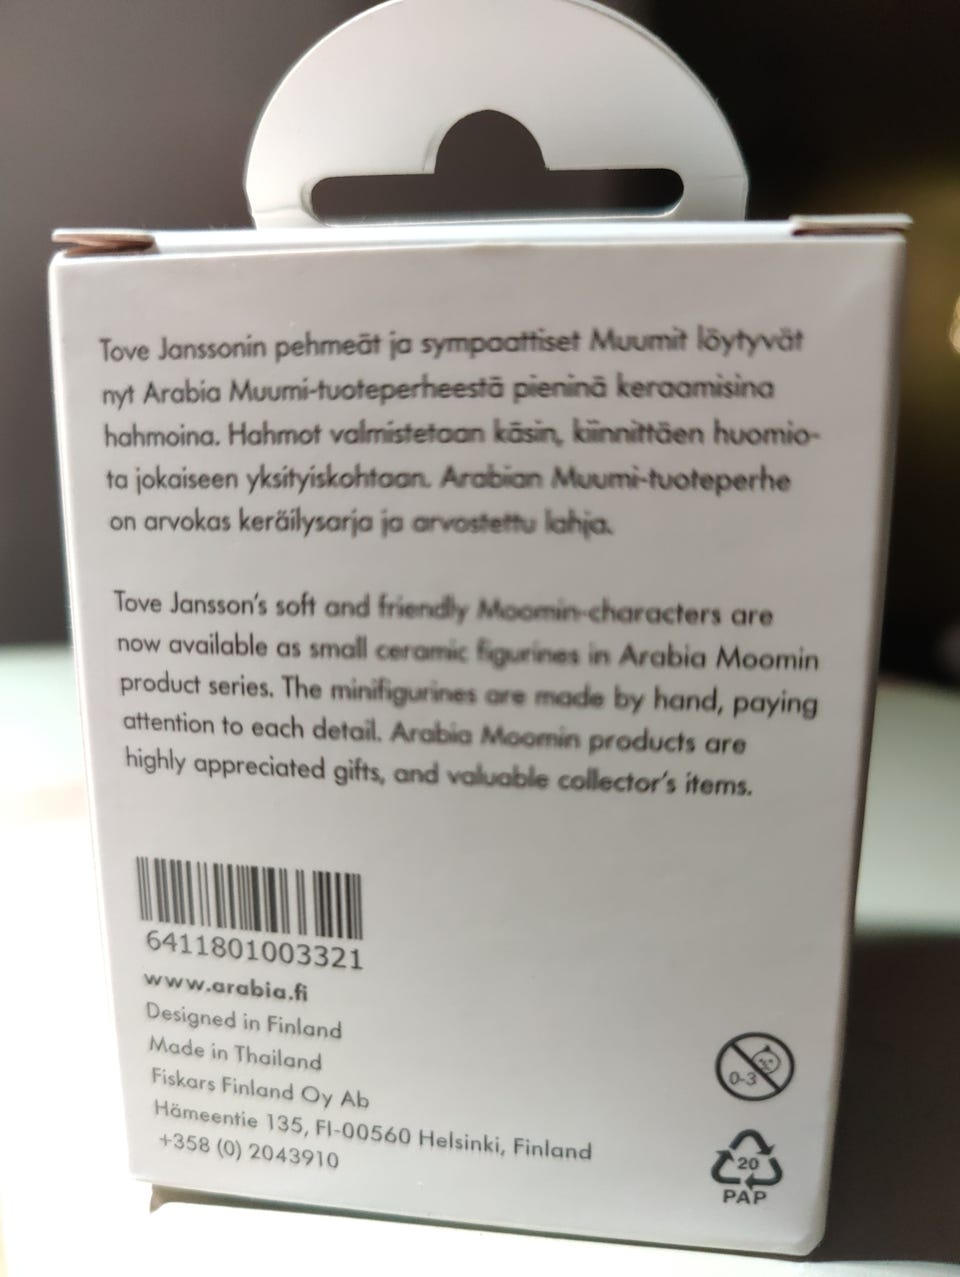 Tove Janssonin pehmeät ja sympaattiset Muumit löytyvät
nyt Arabia Muumi-tuoteperheestä pieninä keraamisina
hahmoina. Hahmot valmistetaan käsin, kiinnittäen huomio-
ta jokaiseen yksityiskohtaan. Arabian Muumi-tuoteperhe
on arvokas keräilysarja ja arvostettu lahja.
Tove Jansson's soft and friendly Moomin-characters are
now available as small ceramic figurines in Arabia Moomin
product series. The minifigurines are made by hand, paying
attention to each detail. Arabia Moomin products are
highly appreciated gifts, and valuable collector's items.
6411801003321
www.arabia.fi
Designed in Finland
Made in Thailand
Fiskars Finland Oy Ab
Hämeentie 135, FI-00560 Helsinki, Finland
+358 (0) 2043910
0-3
20
PAP